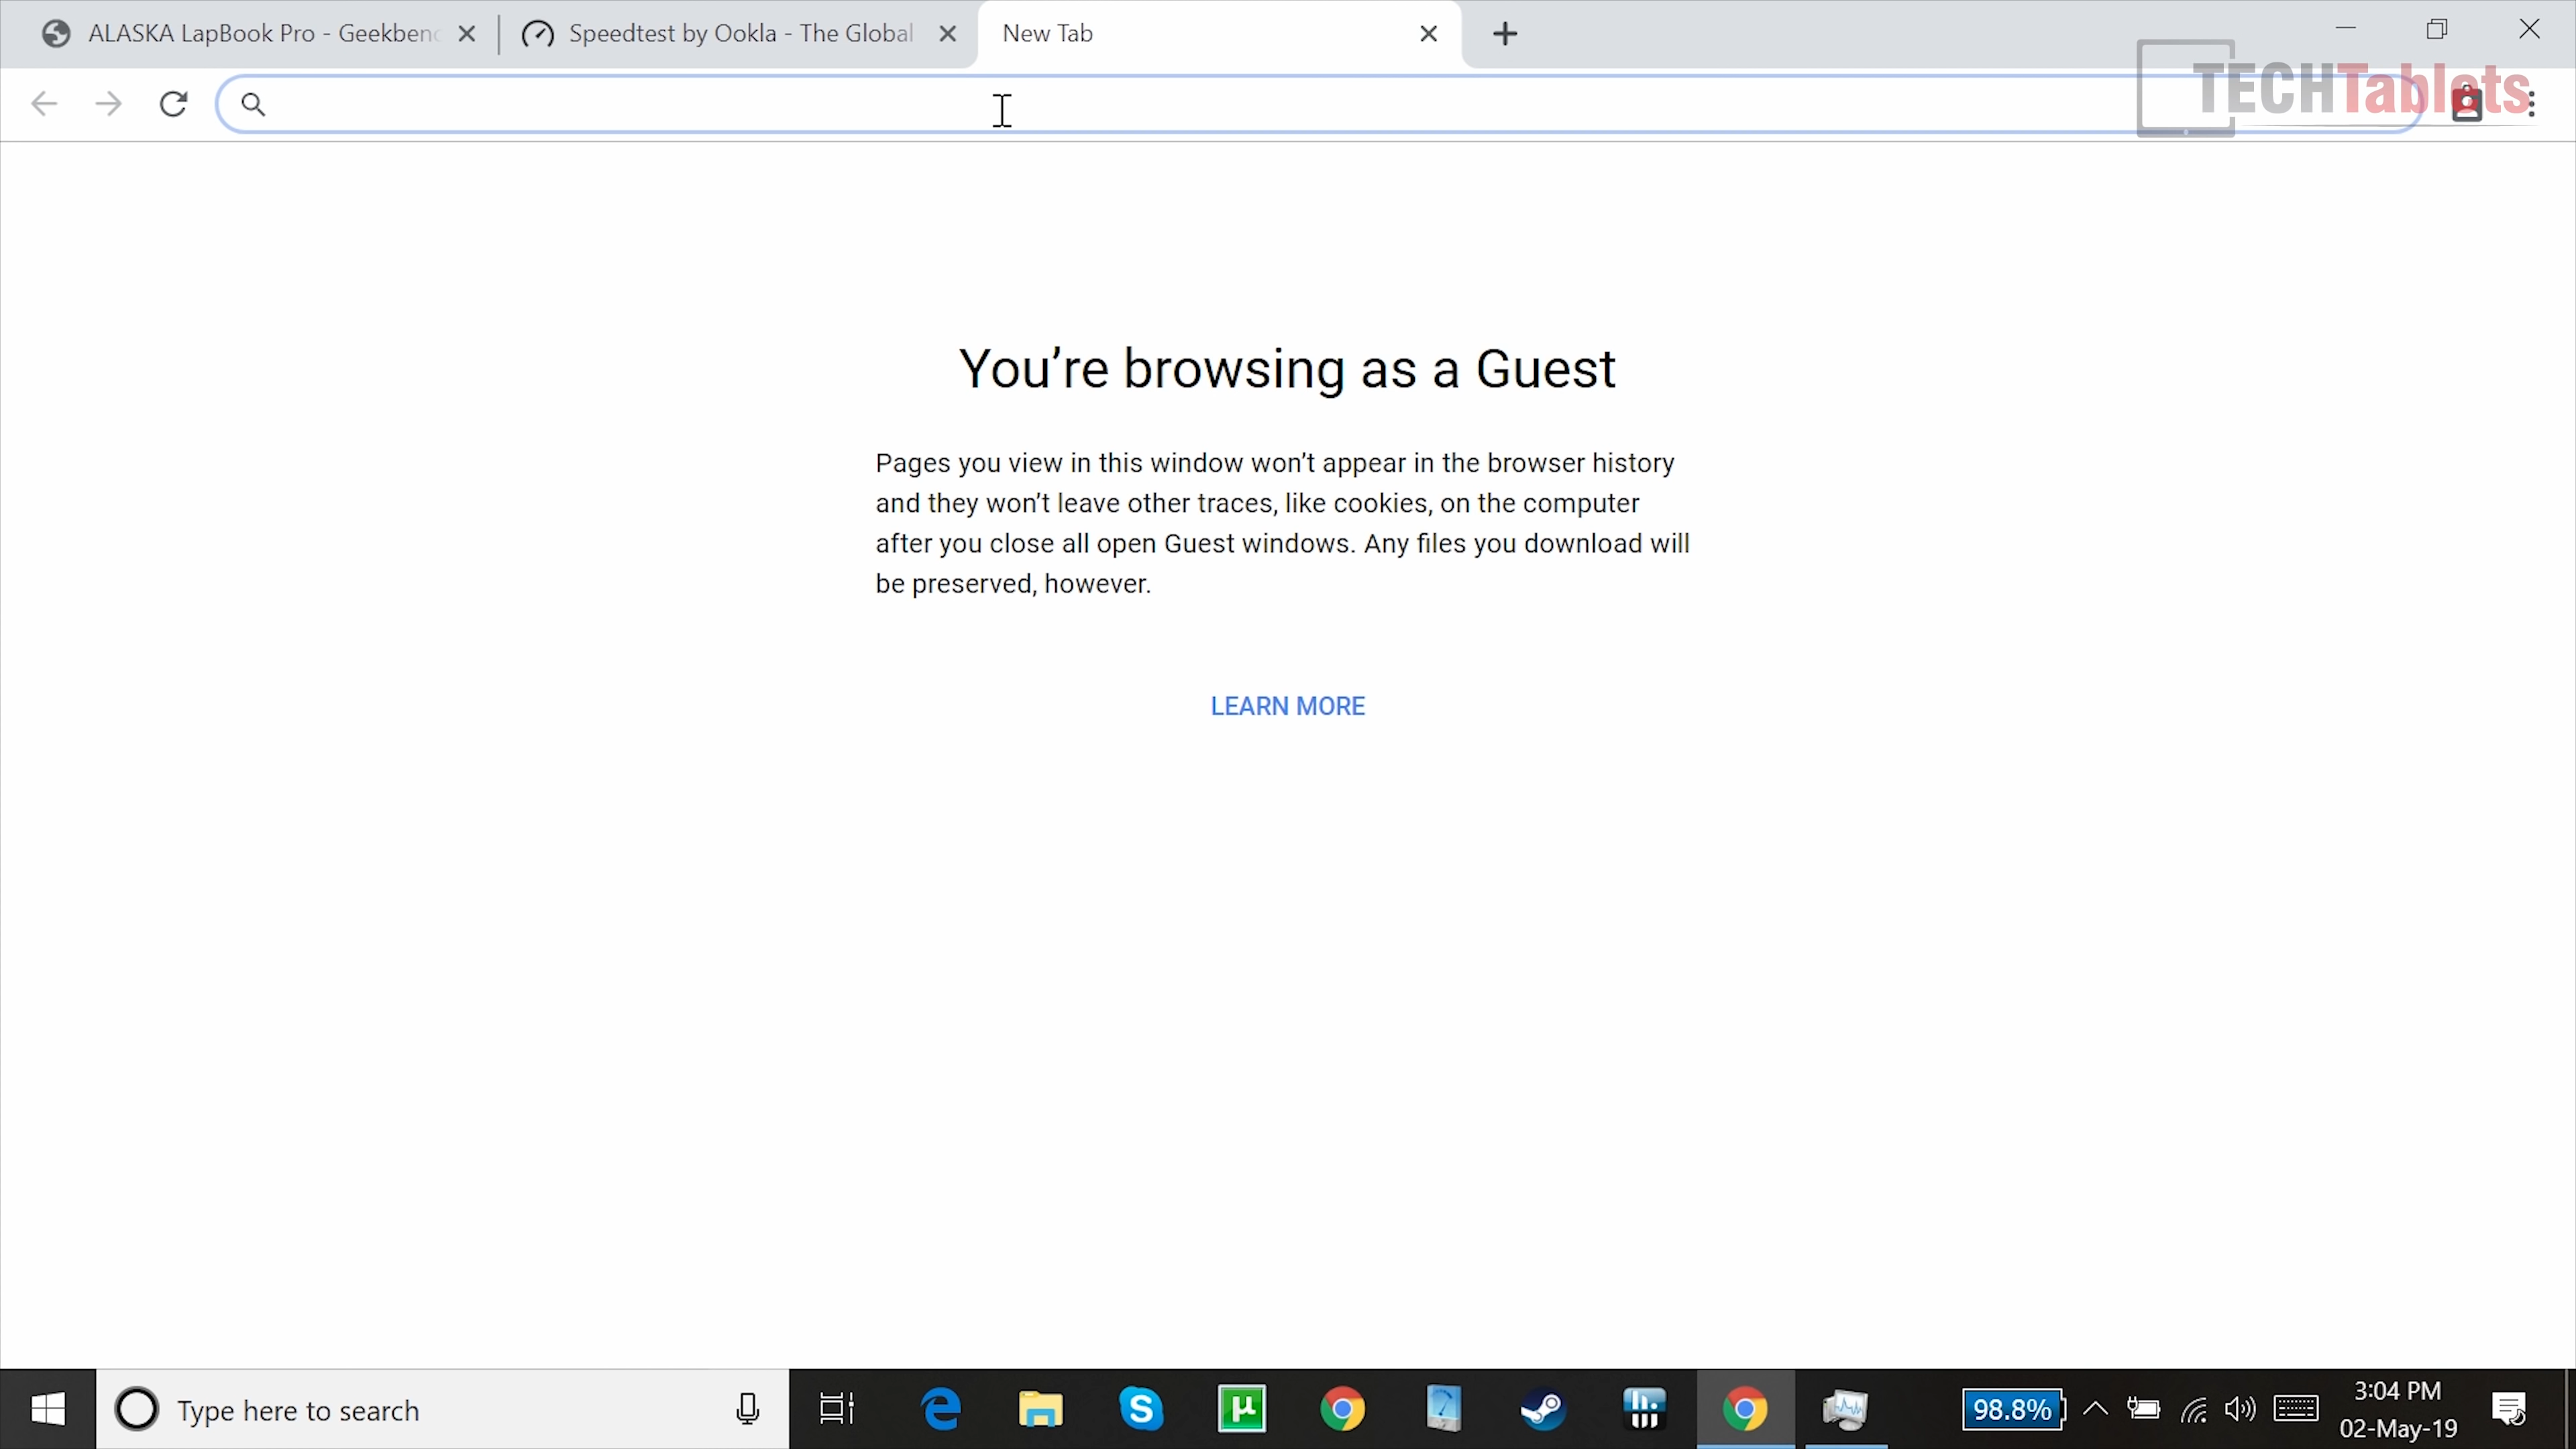 ALASKA LapBook Pro - Geekben
Speedtest by Ookla - The Global
New Tab
TECHTablets
You're browsing as a Guest
Pages you view in this window won't appear in the browser history
and they won't leave other traces, like cookies, on the computer
after you close all open Guest windows. Any files you download will
be preserved, however.
LEARN MORE
Type here to search
98.8%
3:04 PM
02-May-19